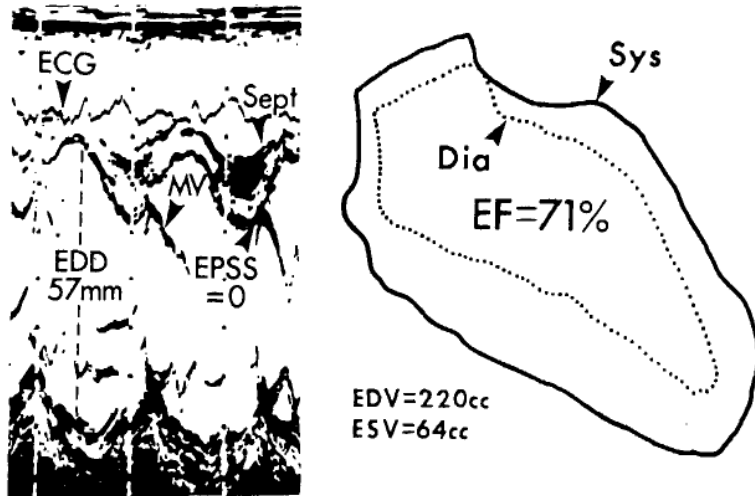 ECG
Sept
MV
EDD
57mm
EPSS
=0
Sys
Dia
EF=71%
EDV=220cc
ESV=64cc